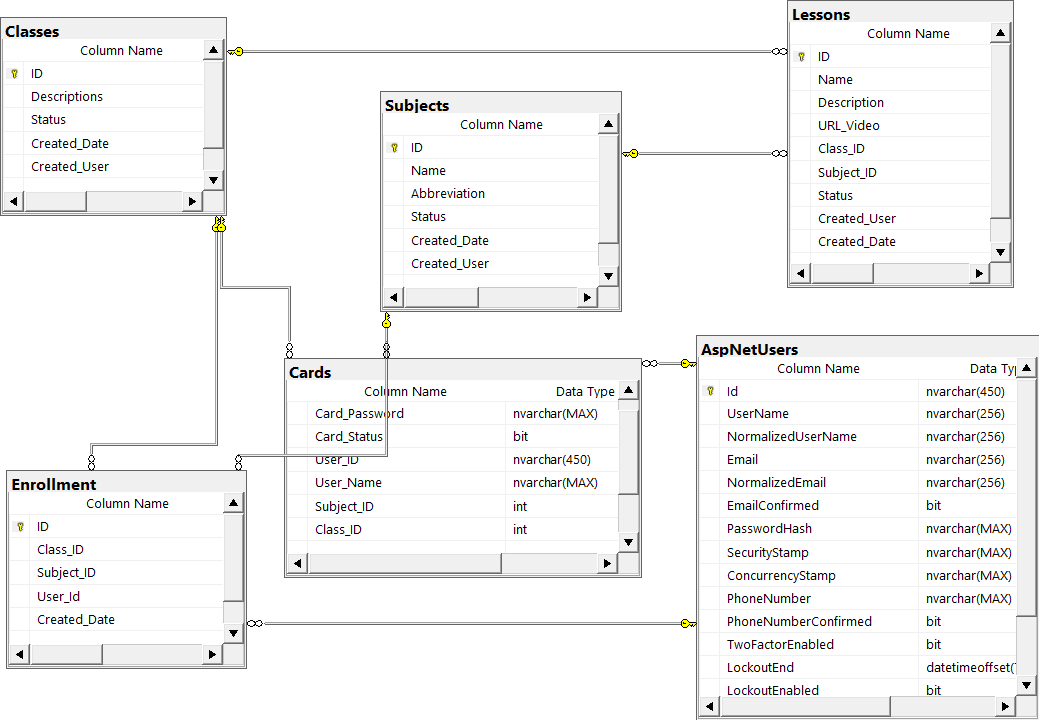 Classes
Column Name
ID
Descriptions
Status
Created_Date
Created_User
Lessons
Column Name
ID
Name
Description
URL_Video
Class_ID
Subject_ID
Status
Created_User
Created_Date
Subjects
Column Name
ID
Name
Abbreviation
Status
Created_Date
Created_User
Cards
Column Name Data Type
Card_Password nvarchar(MAX)
Card_Status bit
User_ID nvarchar(450)
User_Name nvarchar(MAX)
Subject_ID int
Class_ID int
AspNetUsers
Column Name Data Typ
Id nvarchar(450)
UserName nvarchar(256)
NormalizedUserName nvarchar(256)
Email nvarchar(256)
NormalizedEmail nvarchar(256)
EmailConfirmed bit
PasswordHash nvarchar(MAX)
SecurityStamp nvarchar(MAX)
ConcurrencyStamp nvarchar(MAX)
PhoneNumber nvarchar(MAX)
PhoneNumberConfirmed bit
TwoFactorEnabled bit
LockoutEnd datetimeoffset(
LockoutEnabled bit
Enrollment
Column Name
ID
Class_ID
Subject_ID
User_Id
Created_Date